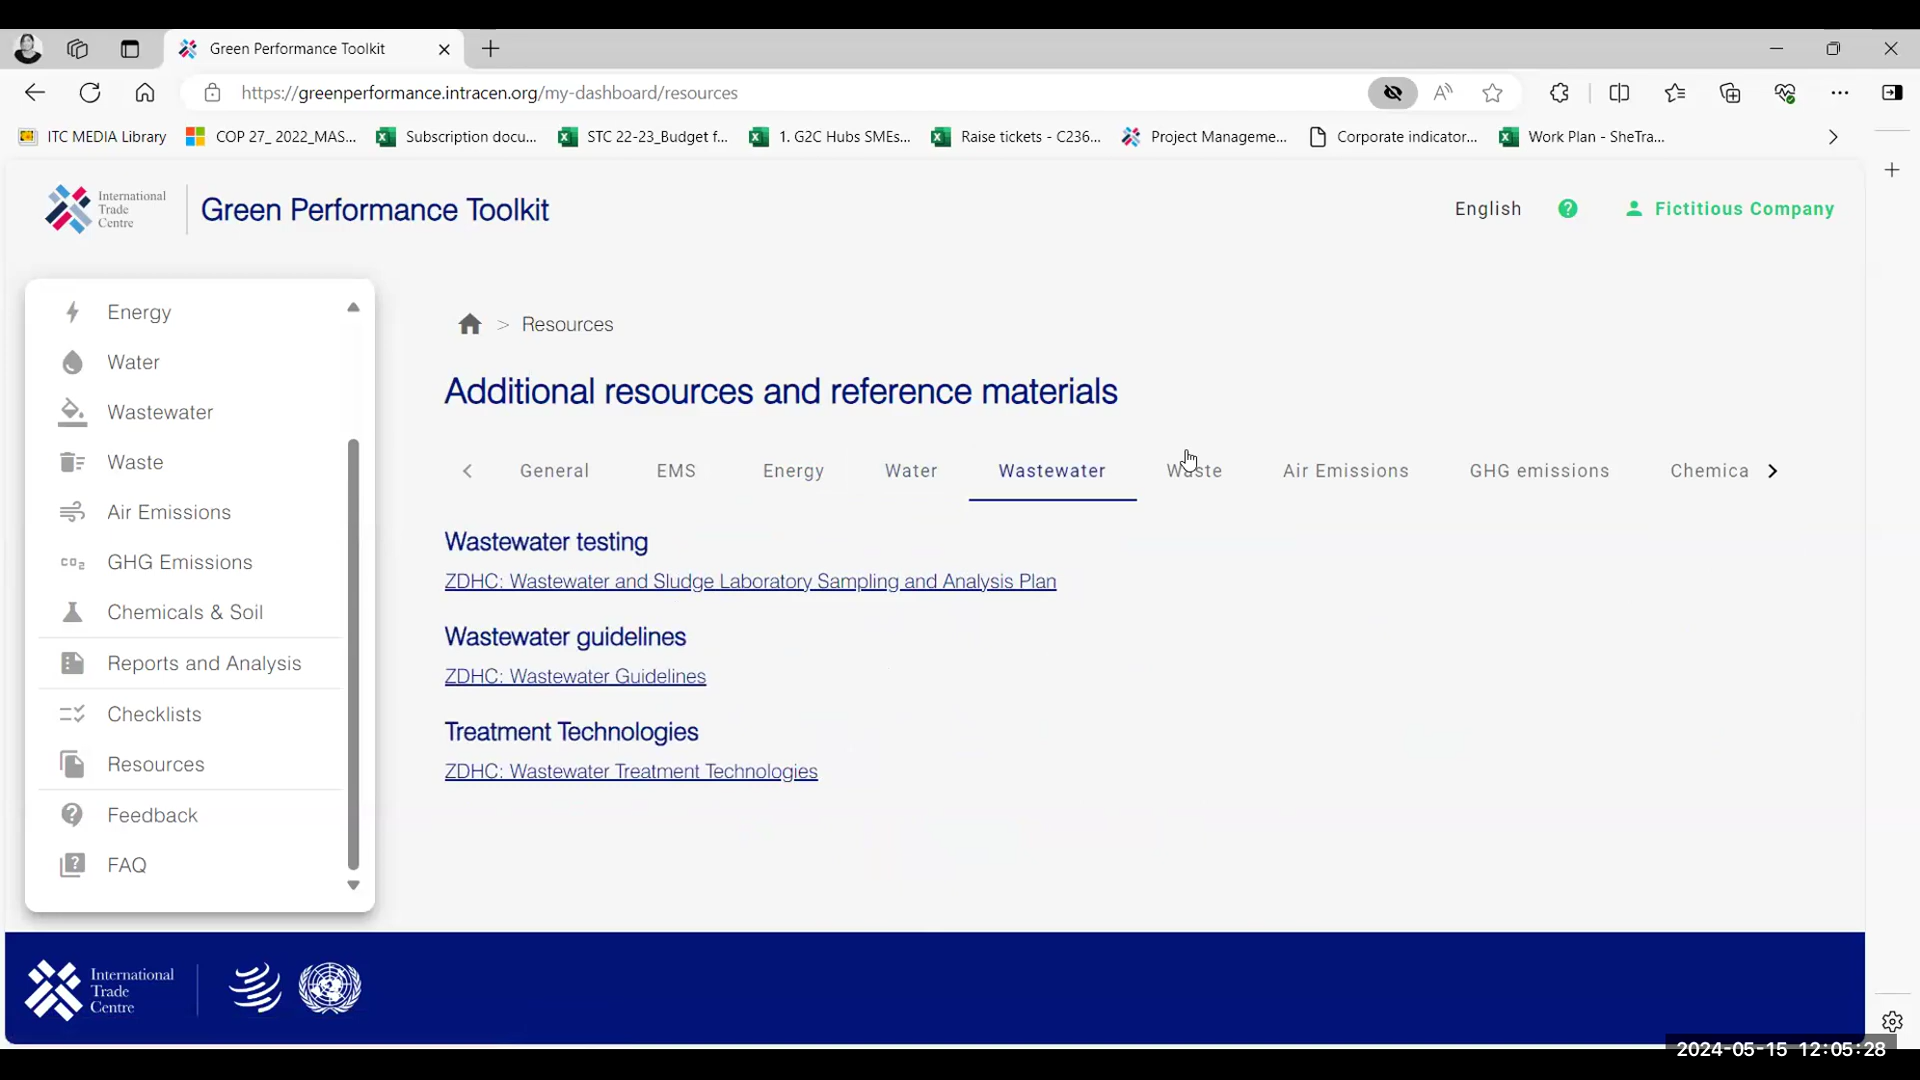 Green Performance Toolkit
https://greenperformance.intracen.org/my-dashboard/resources
ITC MEDIA Library
COP 27_ 2022_MAS...
Subscription docu...
STC 22-23_Budget f...
1. G2C Hubs SMEs...
Raise tickets - C236...
Project Manageme...
Corporate indicator...
Work Plan - SheTra...
International
Trade
Centre
Green Performance Toolkit
English
Fictitious Company
Energy
Water
Wastewater
Waste
Air Emissions
CO2
GHG Emissions
Chemicals & Soil
Reports and Analysis
Checklists
Resources
Feedback
FAQ
> Resources
Additional resources and reference materials
General
EMS
Energy
Water
Wastewater
Waste
Air Emissions
GHG emissions
Chemica
Wastewater testing
ZDHC: Wastewater and Sludge Laboratory Sampling and Analysis Plan
Wastewater guidelines
ZDHC: Wastewater Guidelines
Treatment Technologies
ZDHC: Wastewater Treatment Technologies
International
Trade
Centre
2024-05-15 12:05:28